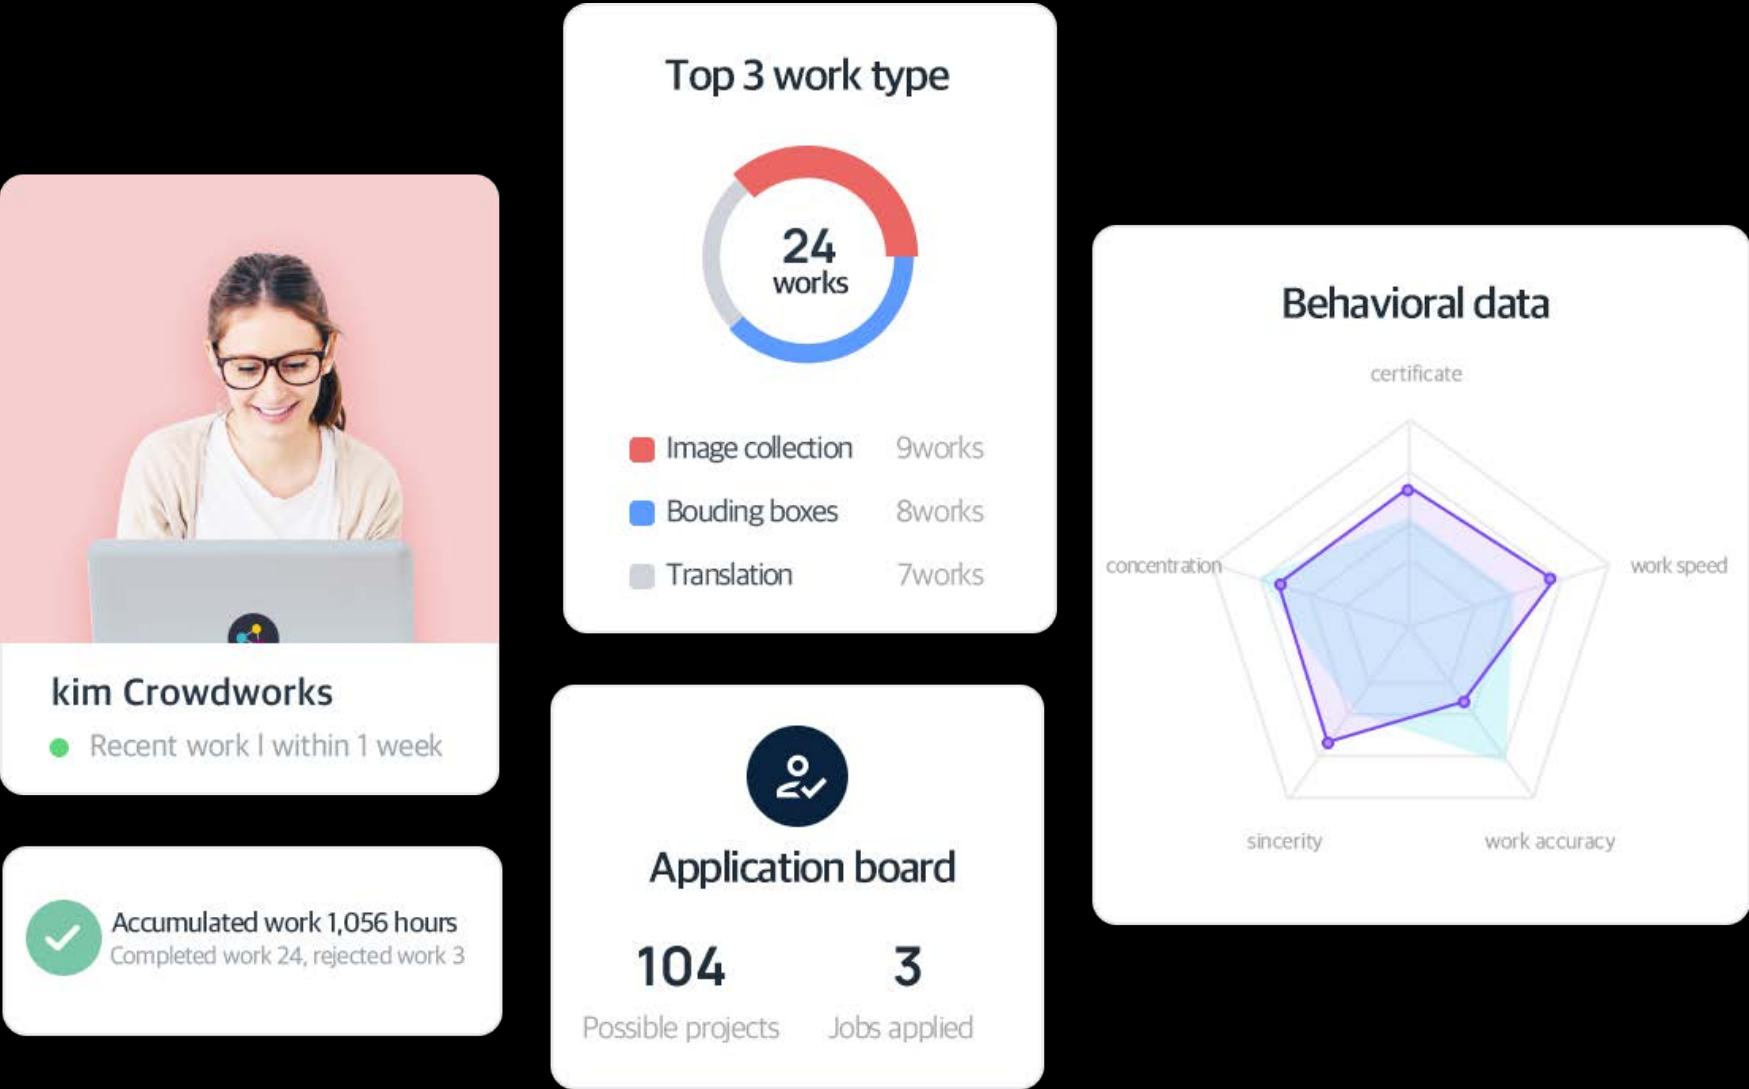 kim Crowdworks
Recent work | within 1 week
Accumulated work 1,056 hours
Completed work 24, rejected work 3
Top 3 work type
24
works
Image collection 9works
Bouding boxes 8works
Translation 7works
Application board
104 3
Possible projects Jobs applied
Behavioral data
certificate
concentration work speed
sincerity work accuracy